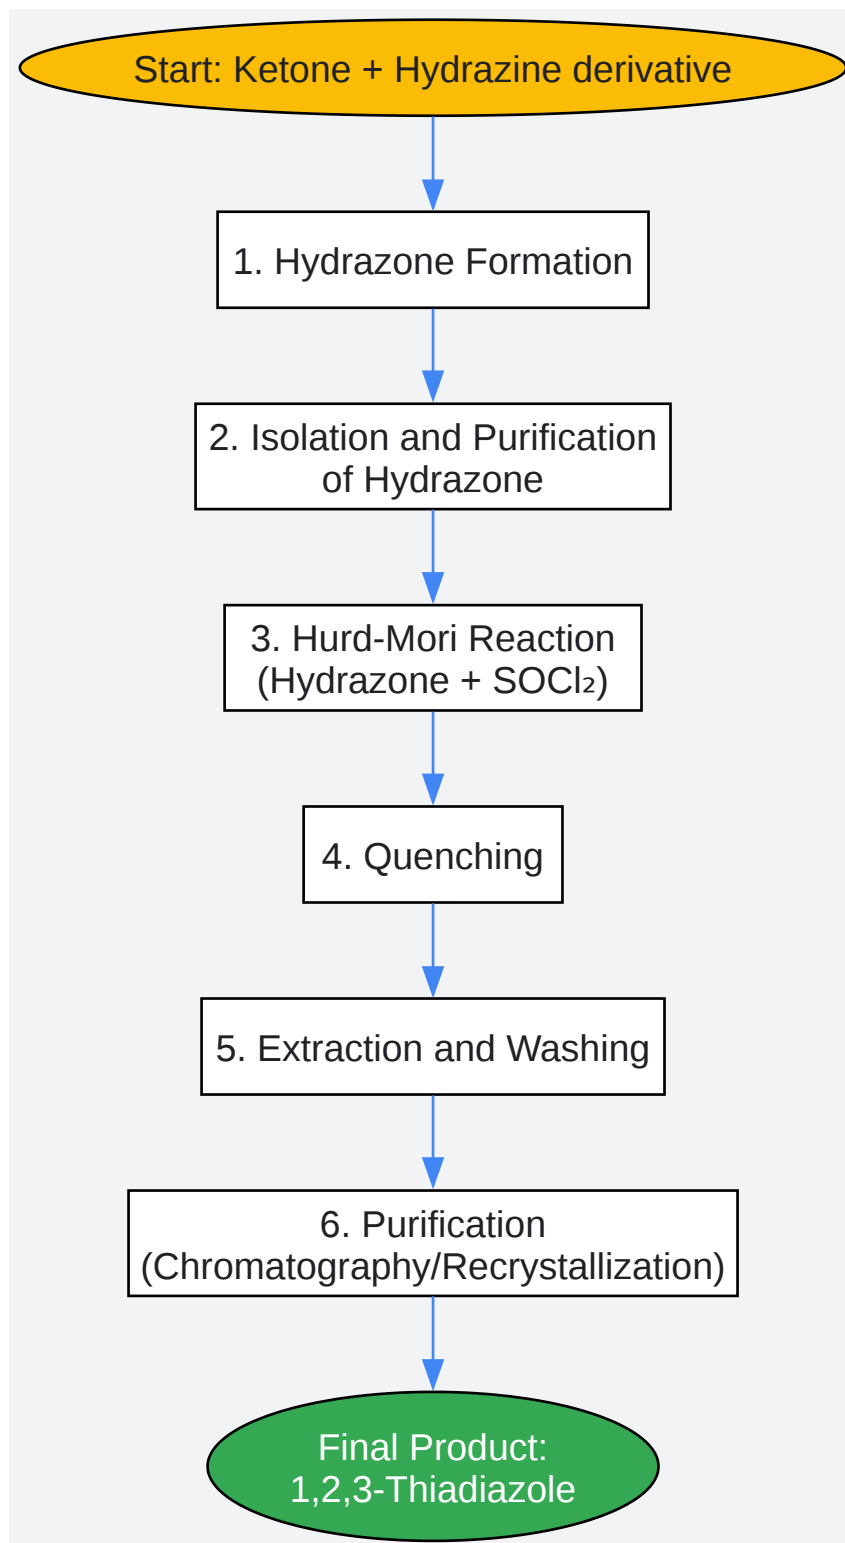 Start: Ketone + Hydrazine derivative
1. Hydrazone Formation
2. Isolation and Purification
of Hydrazone
3. Hurd-Mori Reaction
(Hydrazone + SOCl₂)
4. Quenching
5. Extraction and Washing
6. Purification
(Chromatography/Recrystallization)
Final Product:
1,2,3-Thiadiazole